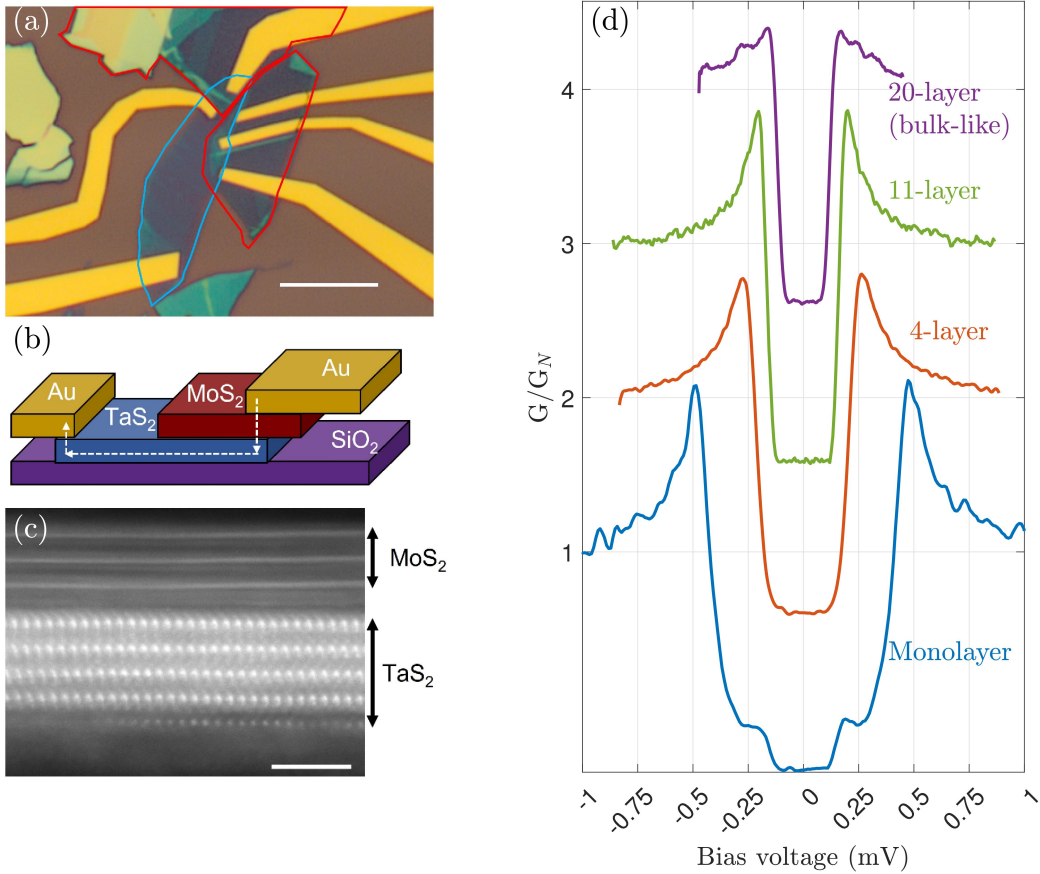 (a)
(b)
Au
TaS₂
MoS₂
Au
SiO₂
(c)
MoS₂
TaS₂
(d)
G/G_N
4
3
2
1
20-layer
(bulk-like)
11-layer
4-layer
Monolayer
-1
-0.75
-0.5
-0.25
0
0.25
0.5
0.75
1
Bias voltage (mV)